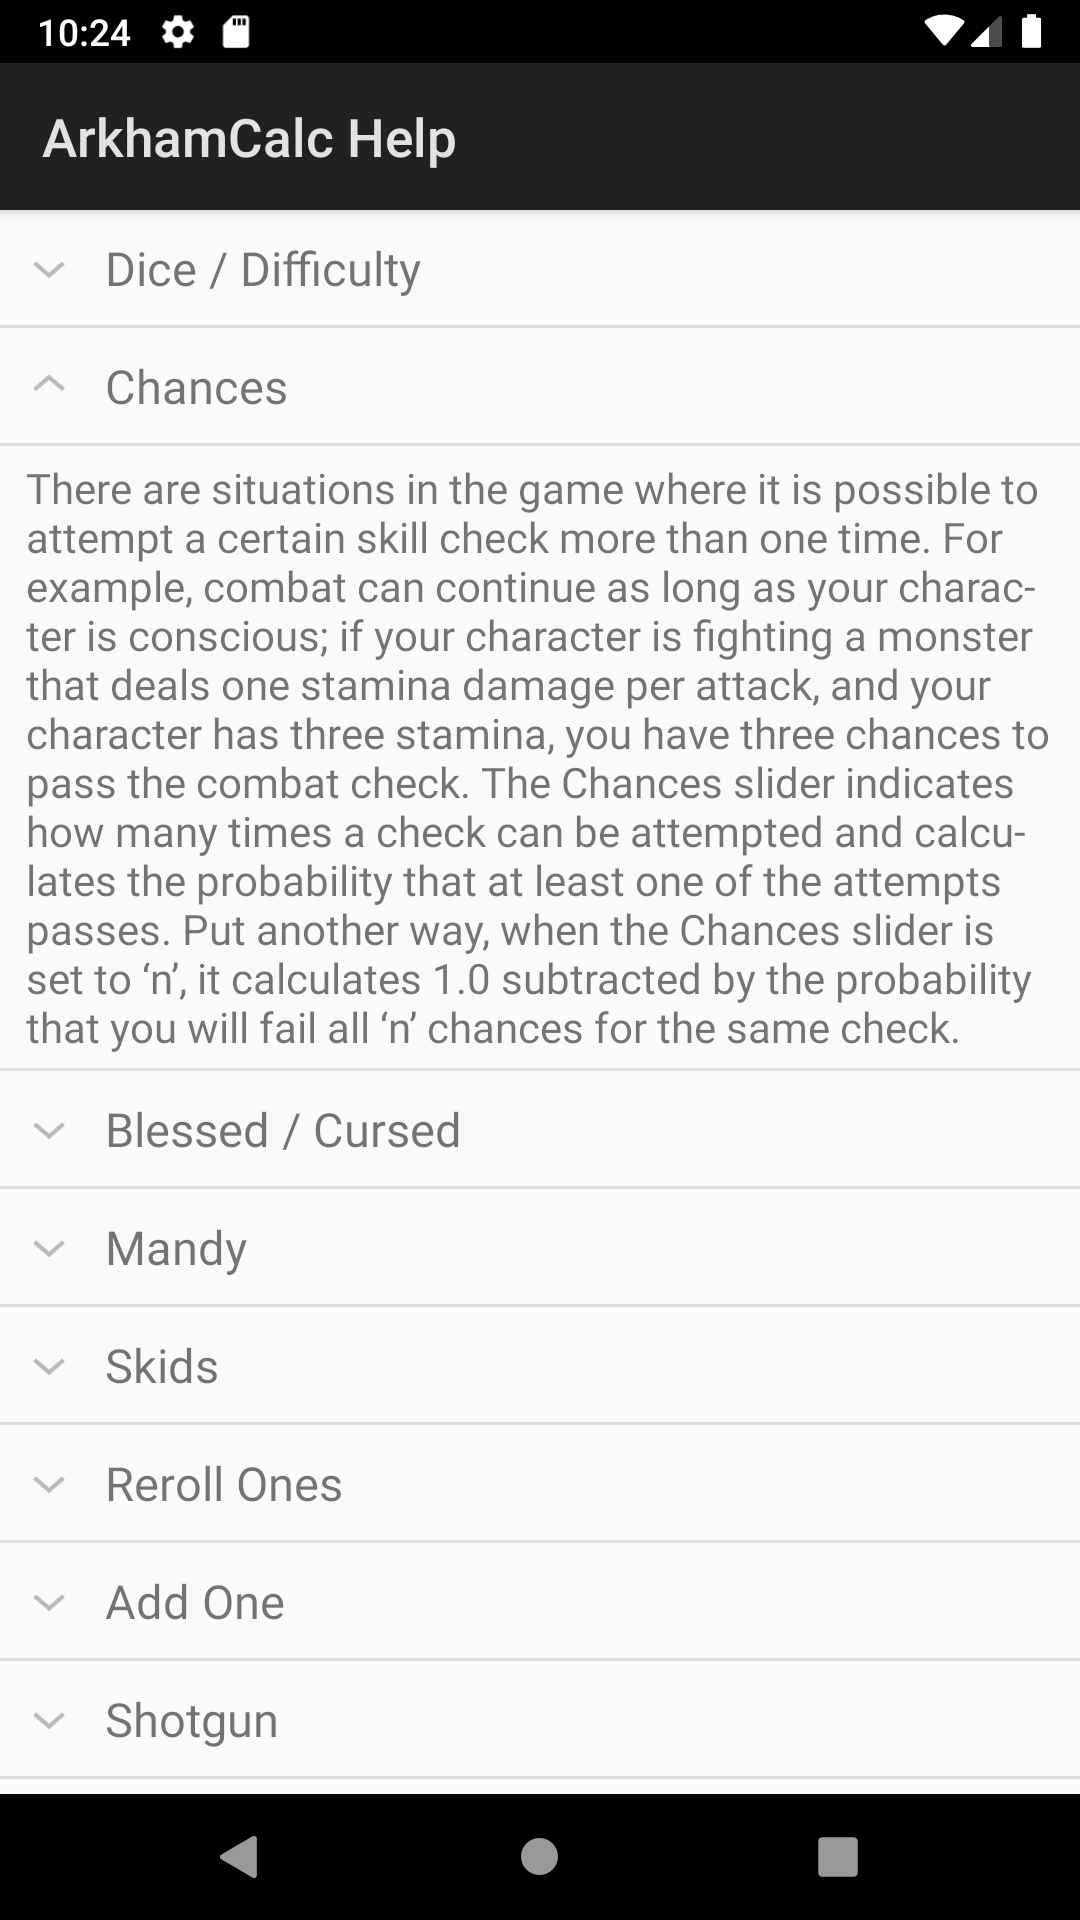 10:24
ArkhamCalc Help
Dice / Difficulty
Chances
There are situations in the game where it is possible to
attempt a certain skill check more than one time. For
example, combat can continue as long as your charac-
ter is conscious; if your character is fighting a monster
that deals one stamina damage per attack, and your
character has three stamina, you have three chances to
pass the combat check. The Chances slider indicates
how many times a check can be attempted and calcu-
lates the probability that at least one of the attempts
passes. Put another way, when the Chances slider is
set to ‘n’, it calculates 1.0 subtracted by the probability
that you will fail all ‘n’ chances for the same check.
Blessed / Cursed
Mandy
Skids
Reroll Ones
Add One
Shotgun